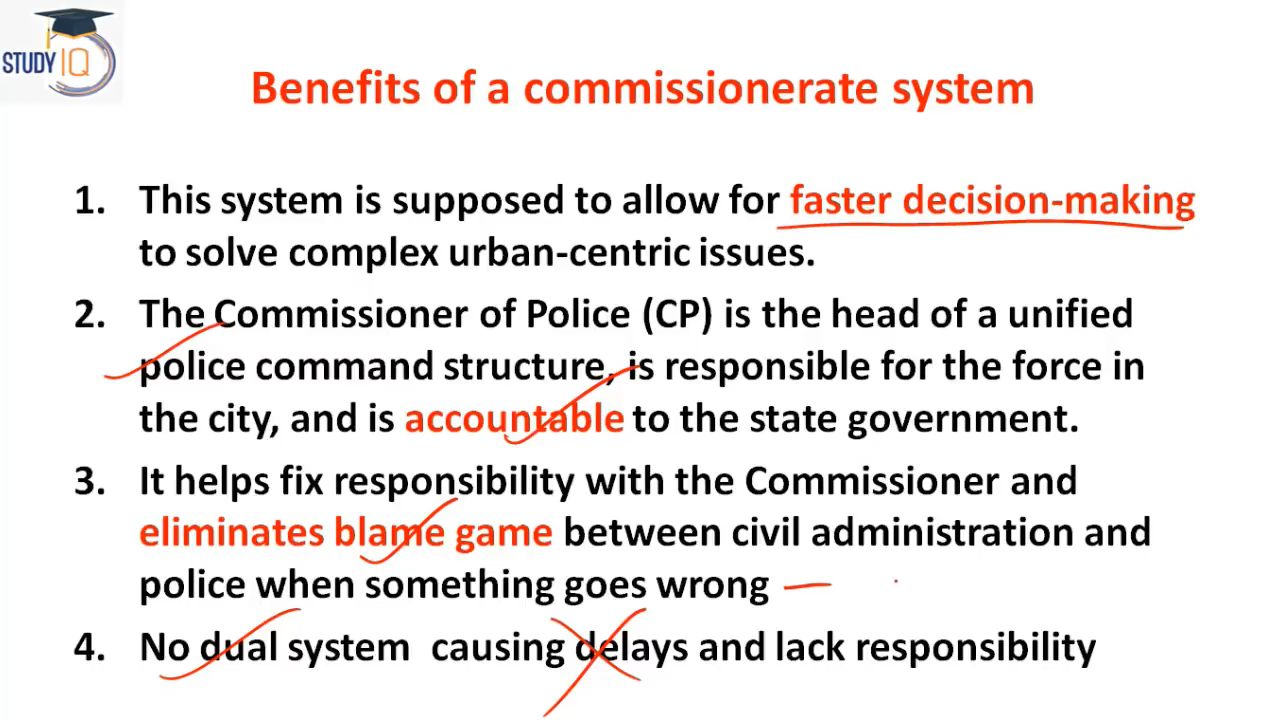 STUDY IQ
Benefits of a commissionerate system
1. This system is supposed to allow for faster decision-making
to solve complex urban-centric issues.
2. The Commissioner of Police (CP) is the head of a unified
police command structure, is responsible for the force in
the city, and is accountable to the state government.
3. It helps fix responsibility with the Commissioner and
eliminates blame game between civil administration and
police when something goes wrong
4. No dual system causing delays and lack responsibility